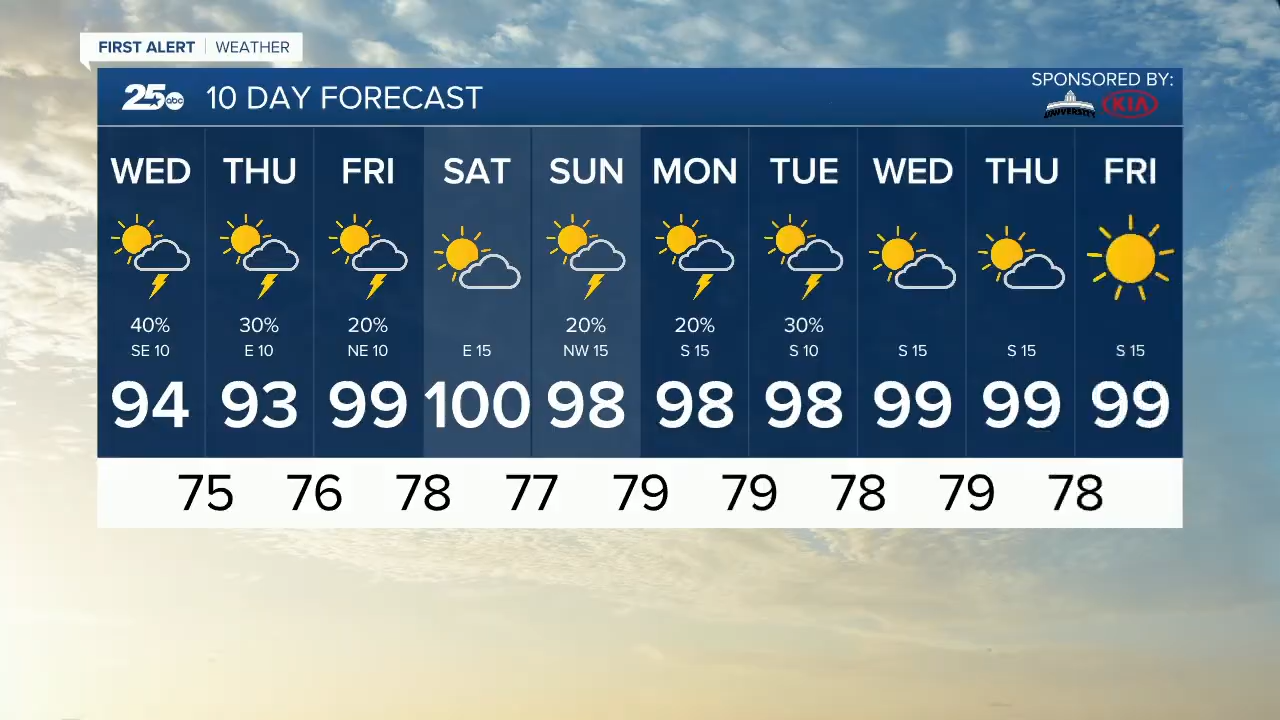 FIRST ALERT | WEATHER
25 abc 10 DAY FORECAST
SPONSORED BY:
UNIVERSITY KIA
WED THU FRI SAT SUN MON TUE WED THU FRI
40% 30% 20% 20% 20% 30%
SE 10 E 10 NE 10 E 15 NW 15 S 15 S 10 S 15 S 15 S 15
94 93 99 100 98 98 98 99 99 99
75 76 78 77 79 79 78 79 78